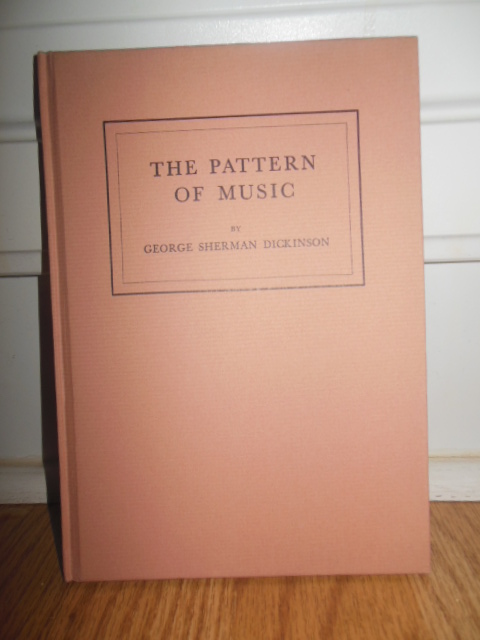 THE PATTERN
OF MUSIC
BY
GEORGE SHERMAN DICKINSON